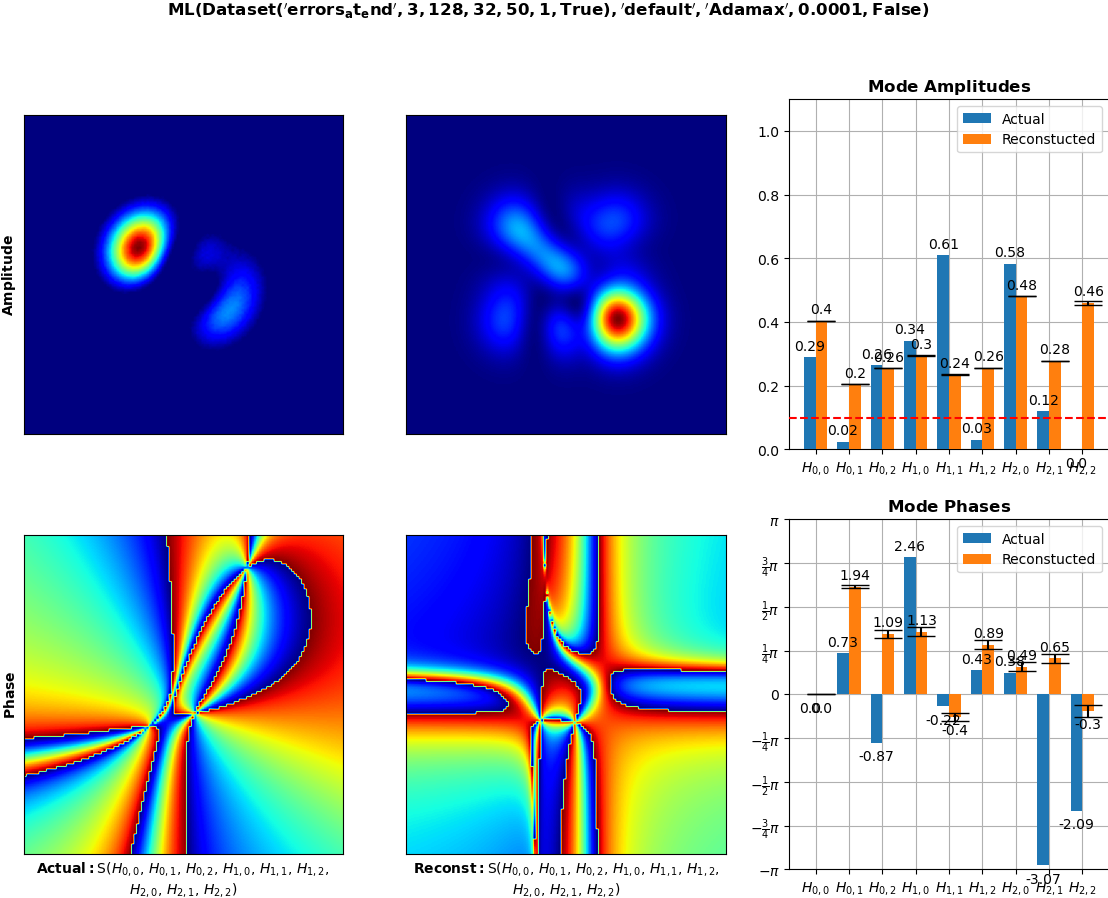 ML(Dataset('errors_at_end', 3, 128, 32, 50, 1, True), 'default', 'Adamax', 0.0001, False)
Mode Amplitudes
Actual
Reconstucted
1.0
0.8
0.6
0.4
0.2
0.0
0.29
0.4
0.02
0.2
0.26
0.26
0.34
0.3
0.61
0.24
0.03
0.26
0.58
0.48
0.12
0.28
0.0
0.46
H0,0 H0,1 H0,2 H1,0 H1,1 H1,2 H2,0 H2,1 H2,2
Amplitude
Mode Phases
Actual
Reconstucted
π
3/4π
1/2π
1/4π
0
−1/4π
−1/2π
−3/4π
−π
0.0
0.0
0.73
1.94
-0.87
1.09
2.46
1.13
-0.22
-0.4
0.43
0.89
0.38
0.49
-3.07
0.65
-2.09
-0.3
H0,0 H0,1 H0,2 H1,0 H1,1 H1,2 H2,0 H2,1 H2,2
Phase
Actual: S(H0,0, H0,1, H0,2, H1,0, H1,1, H1,2,
H2,0, H2,1, H2,2)
Reconst: S(H0,0, H0,1, H0,2, H1,0, H1,1, H1,2,
H2,0, H2,1, H2,2)